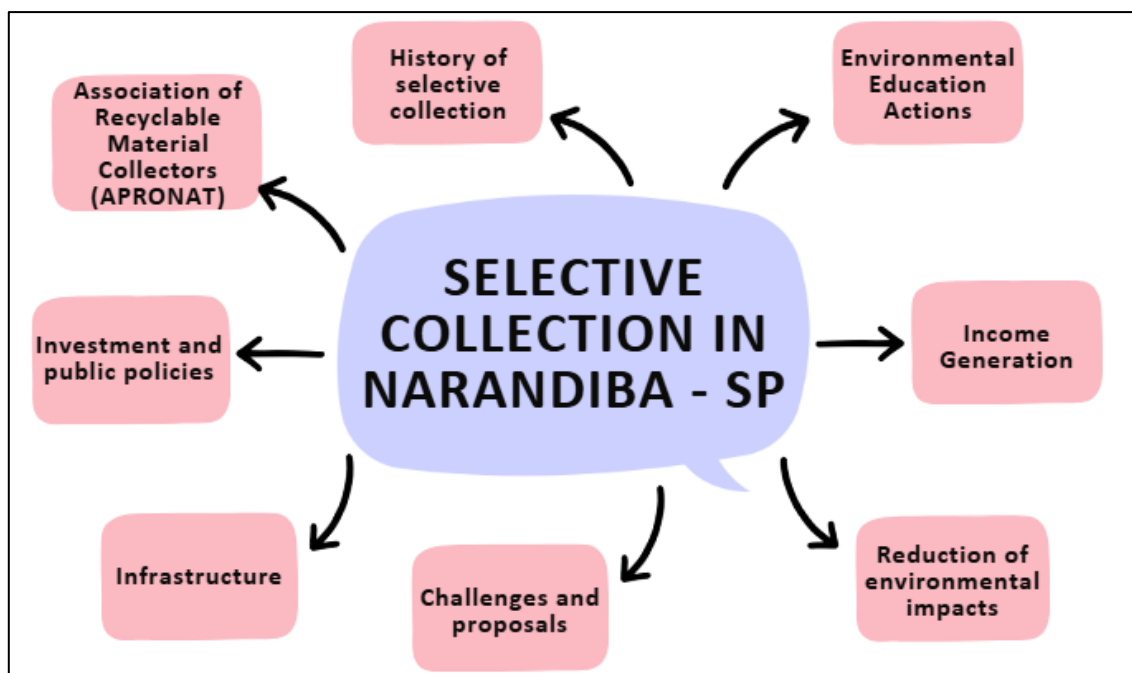 History of
selective
collection
Environmental
Education
Actions
Association of
Recyclable
Material
Collectors
(APRONAT)
SELECTIVE
COLLECTION IN
NARANDIBA - SP
Investment and
public policies
Income
Generation
Infrastructure
Challenges and
proposals
Reduction of
environmental
impacts